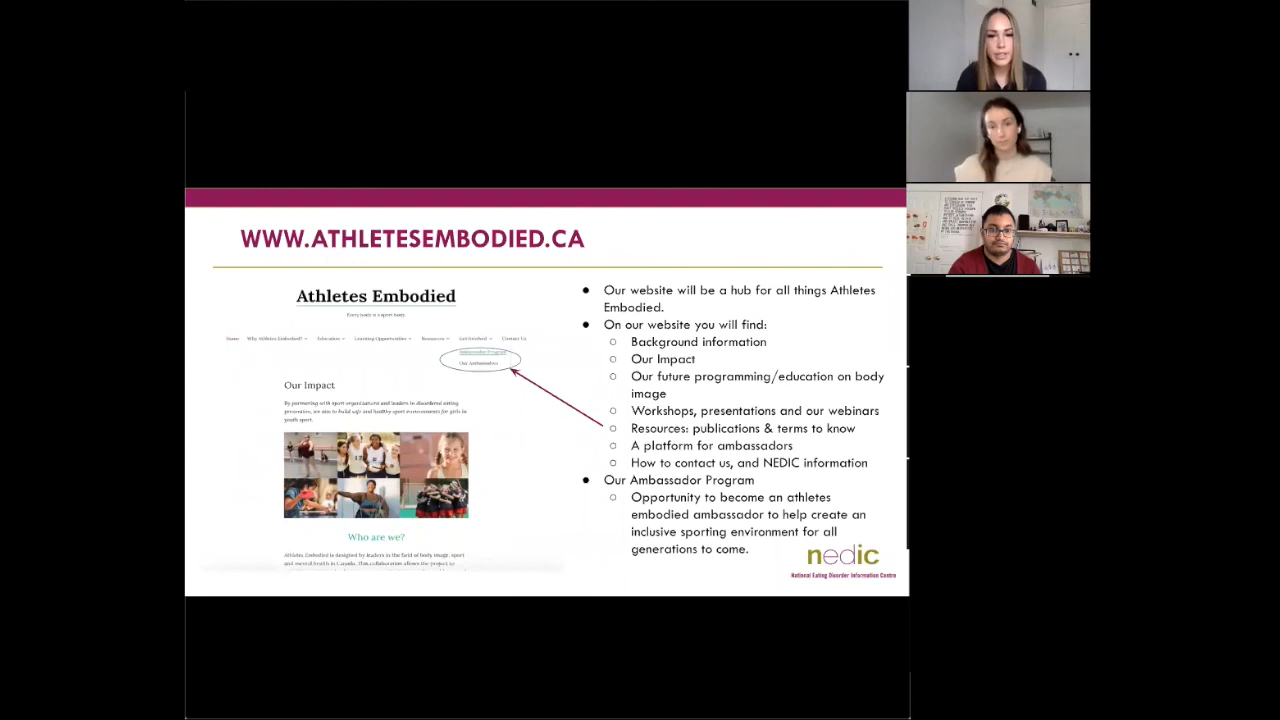 WWW.ATHLETESEMBODIED.CA
Athletes Embodied
Every body is a sport body.
Home Why Athletes Embodied? Education Learning Opportunities Resources Get Involved Contact Us
Ambassador Program
Our Ambassadors
Our Impact
By partnering with sport organizations and leaders in disordered eating
prevention, we aim to build safe and healthy sport environments for girls in
youth sport.
Who are we?
Athletes Embodied is designed by leaders in the field of body image, sport
and mental health in Canada. This collaboration allows the project to
● Our website will be a hub for all things Athletes
Embodied.
● On our website you will find:
○ Background information
○ Our Impact
○ Our future programming/education on body
image
○ Workshops, presentations and our webinars
○ Resources: publications & terms to know
○ A platform for ambassadors
○ How to contact us, and NEDIC information
● Our Ambassador Program
○ Opportunity to become an athletes
embodied ambassador to help create an
inclusive sporting environment for all
generations to come.
nedic
National Eating Disorder Information Centre